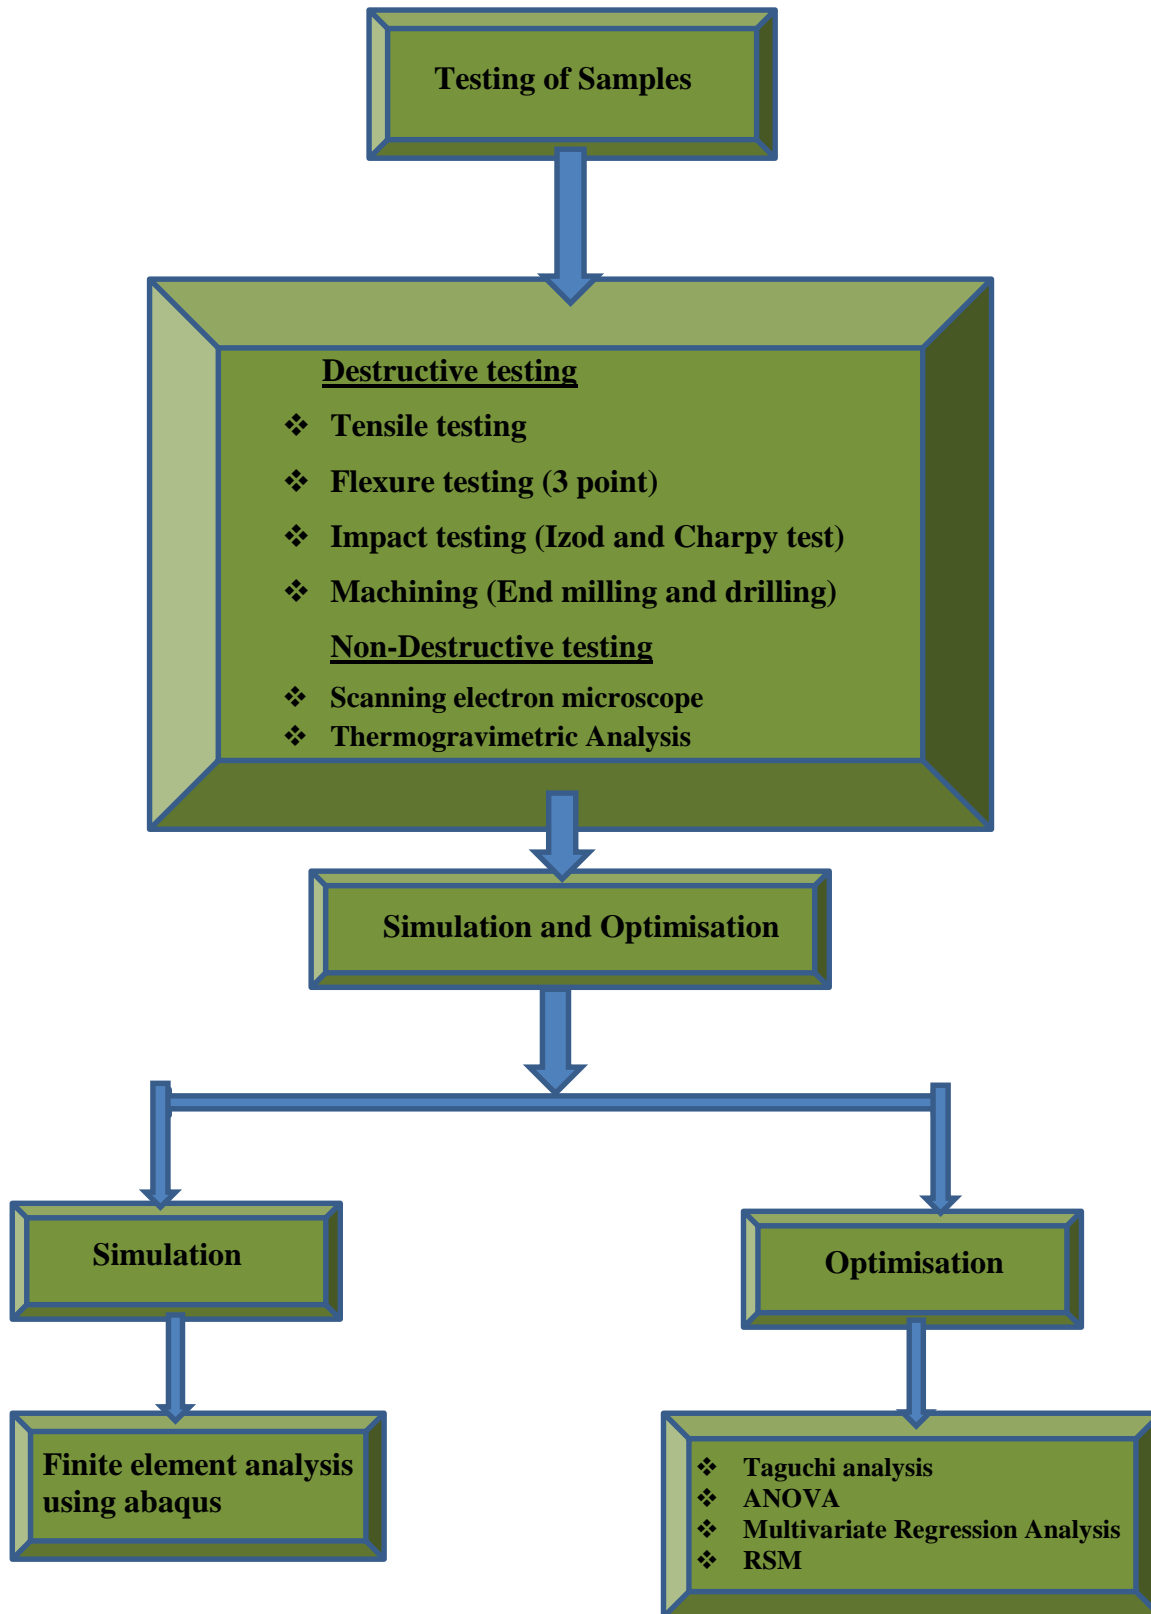 Testing of Samples
Destructive testing
❖ Tensile testing
❖ Flexure testing (3 point)
❖ Impact testing (Izod and Charpy test)
❖ Machining (End milling and drilling)
Non-Destructive testing
❖ Scanning electron microscope
❖ Thermogravimetric Analysis
Simulation and Optimisation
Simulation
Optimisation
Finite element analysis
using abaqus
❖ Taguchi analysis
❖ ANOVA
❖ Multivariate Regression Analysis
❖ RSM